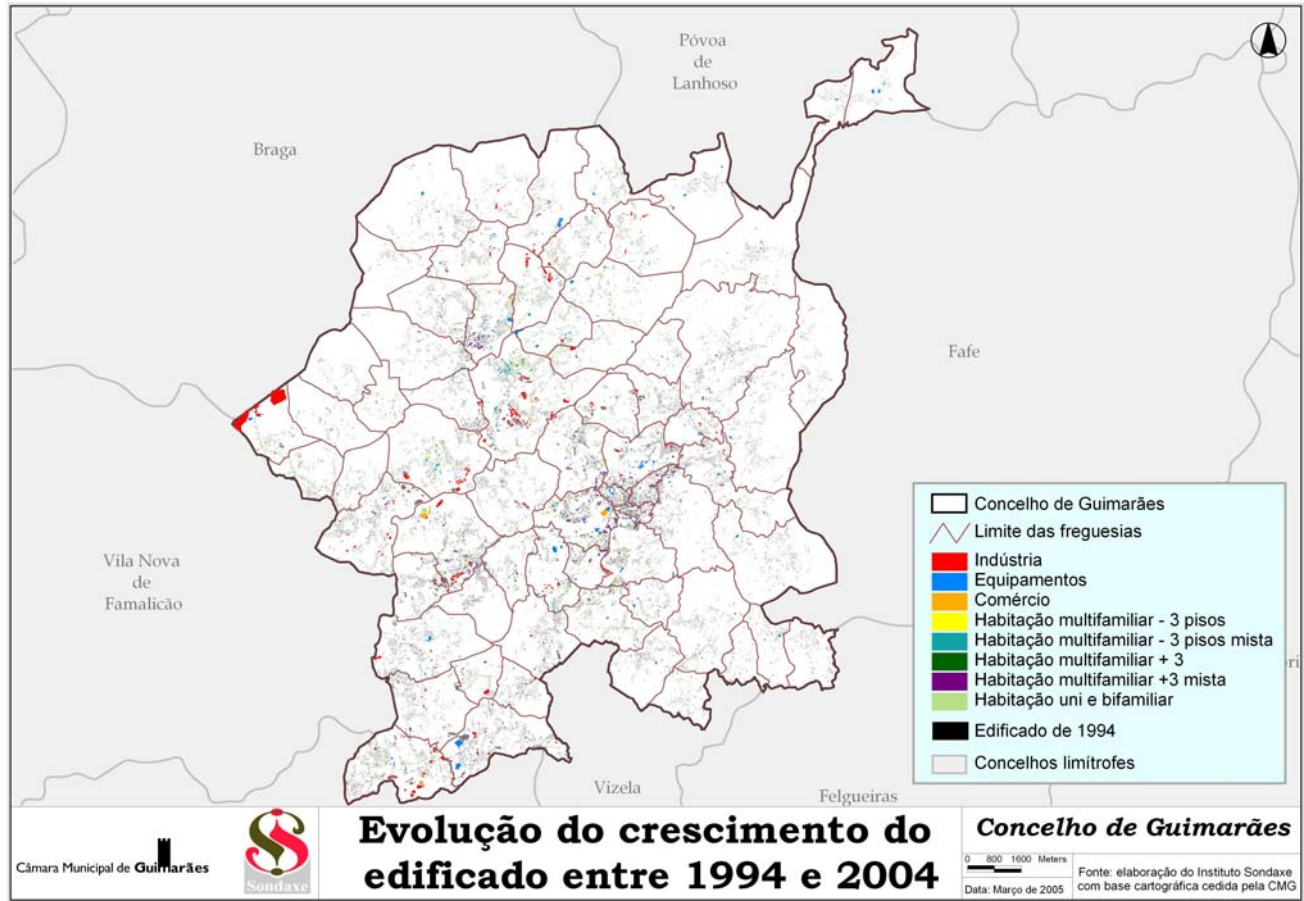 Póvoa
de
Lanhoso
Braga
Fafe
Vila Nova
de
Famalicão
Vizela
Felgueiras
Concelho de Guimarães
Limite das freguesias
Indústria
Equipamentos
Comércio
Habitação multifamiliar - 3 pisos
Habitação multifamiliar - 3 pisos mista
Habitação multifamiliar + 3
Habitação multifamiliar +3 mista
Habitação uni e bifamiliar
Edificado de 1994
Concelhos limítrofes
Câmara Municipal de Guimarães
Sondaxe
Evolução do crescimento do
edificado entre 1994 e 2004
Concelho de Guimarães
0 800 1600 Meters
Data: Março de 2005
Fonte: elaboração do Instituto Sondaxe
com base cartográfica cedida pela CMG